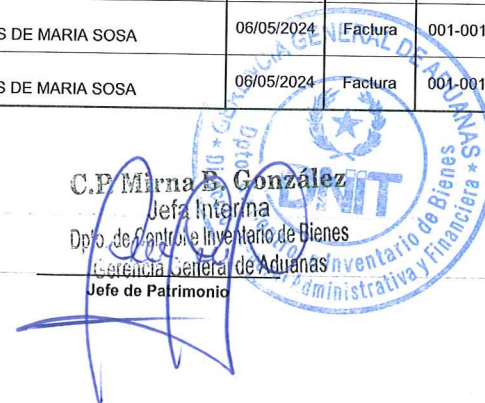 S DE MARIA SOSA 06/05/2024 Factura 001-001
S DE MARIA SOSA 06/05/2024 Factura 001-001
GERENCIA GENERAL DE ADUANAS
Dpto. Control e Inventario de Bienes
Administrativa y Financiera
DNIT
C.P. Mirna B. González
Jefa Interina
Dpto. de Control e Inventario de Bienes
Gerencia General de Aduanas
Jefe de Patrimonio